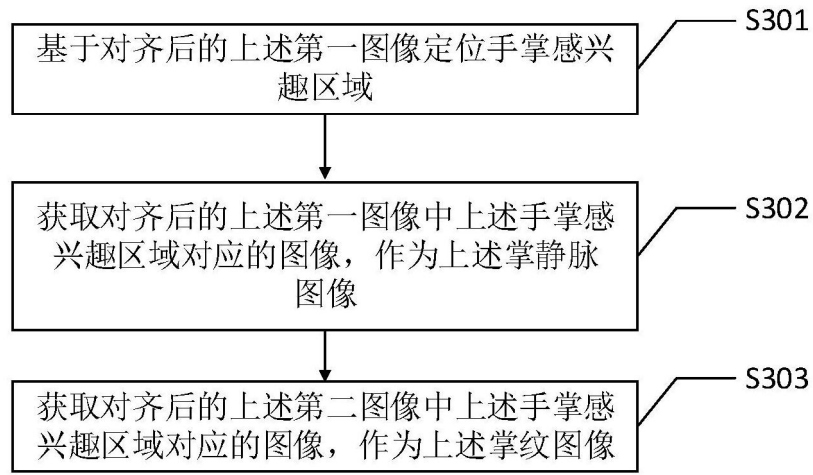 S301
基于对齐后的上述第一图像定位手掌感兴
趣区域
S302
获取对齐后的上述第一图像中上述手掌感
兴趣区域对应的图像，作为上述掌静脉
图像
S303
获取对齐后的上述第二图像中上述手掌感
兴趣区域对应的图像，作为上述掌纹图像